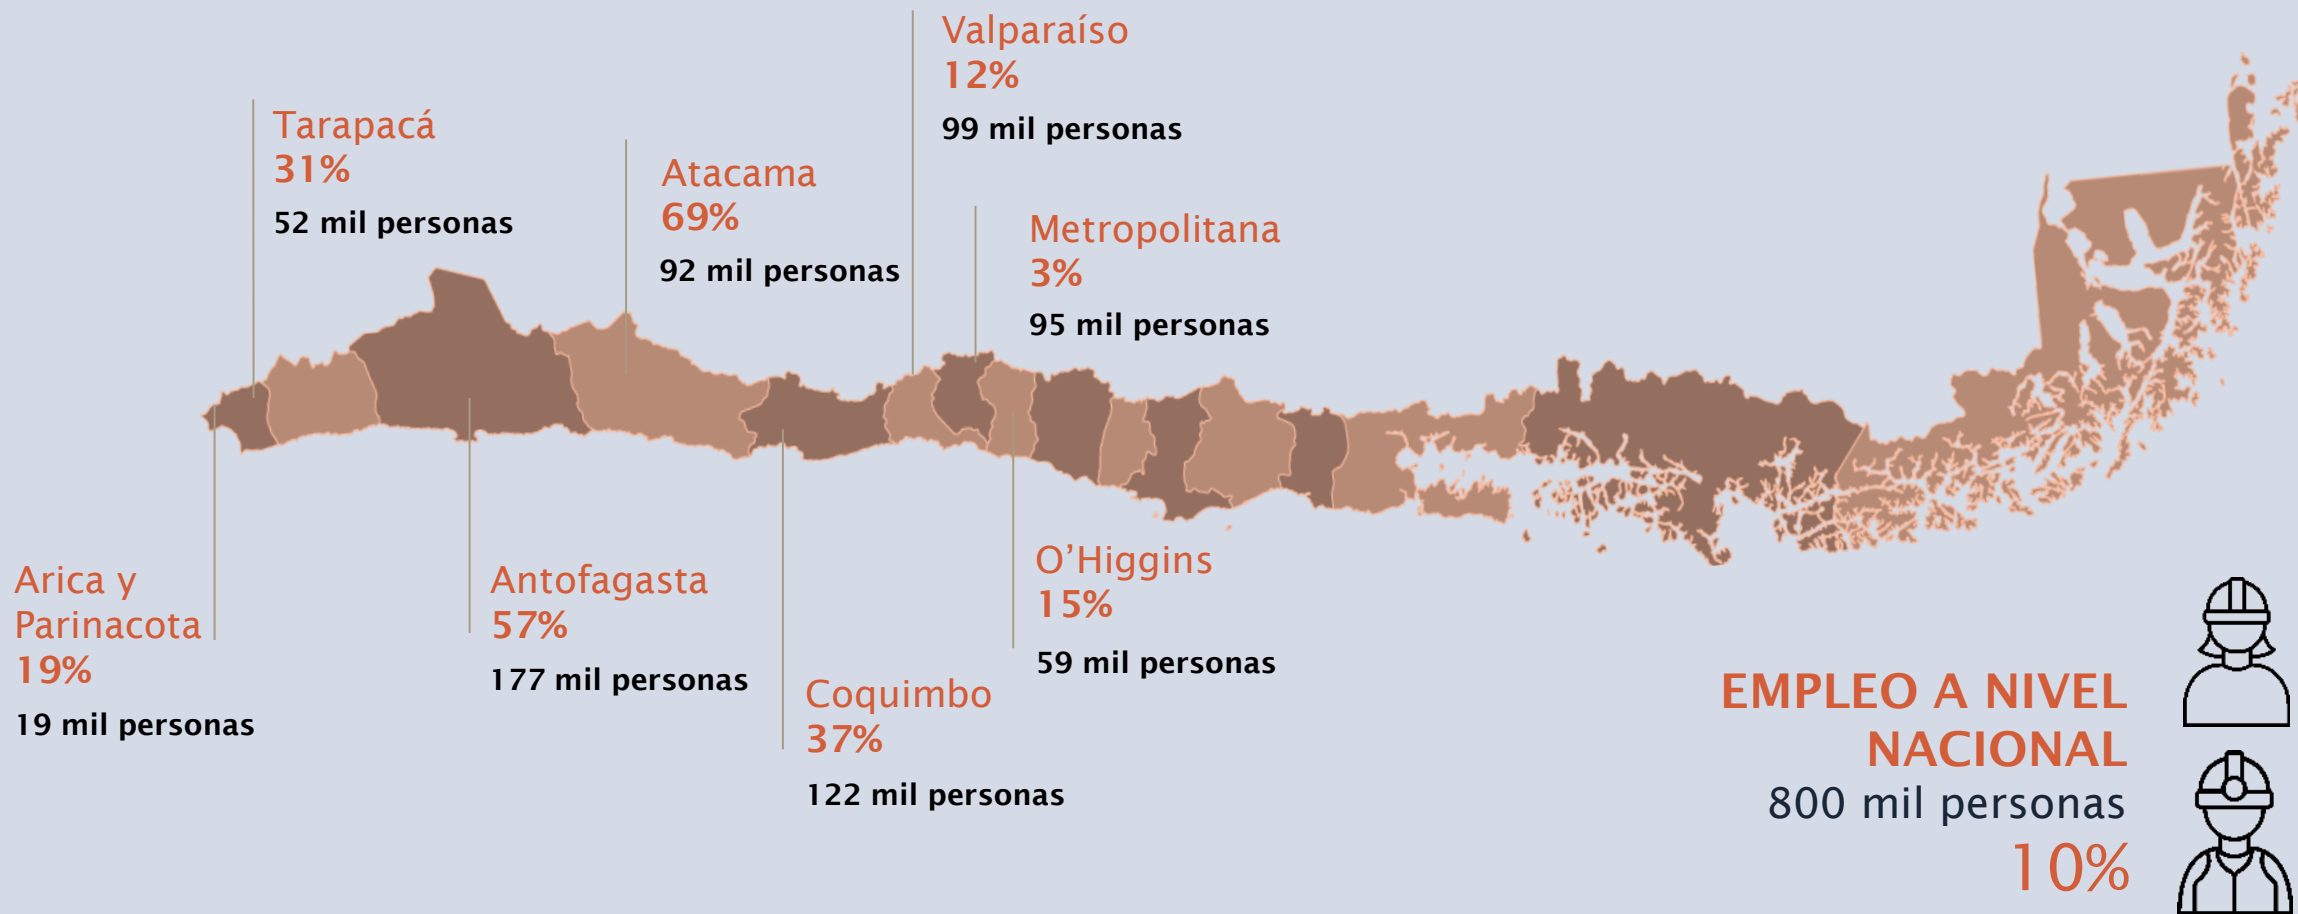 Valparaíso
12%
99 mil personas
Tarapacá
31%
52 mil personas
Atacama
69%
92 mil personas
Metropolitana
3%
95 mil personas
Arica y
Parinacota
19%
19 mil personas
Antofagasta
57%
177 mil personas
Coquimbo
37%
122 mil personas
O’Higgins
15%
59 mil personas
EMPLEO A NIVEL
NACIONAL
800 mil personas
10%